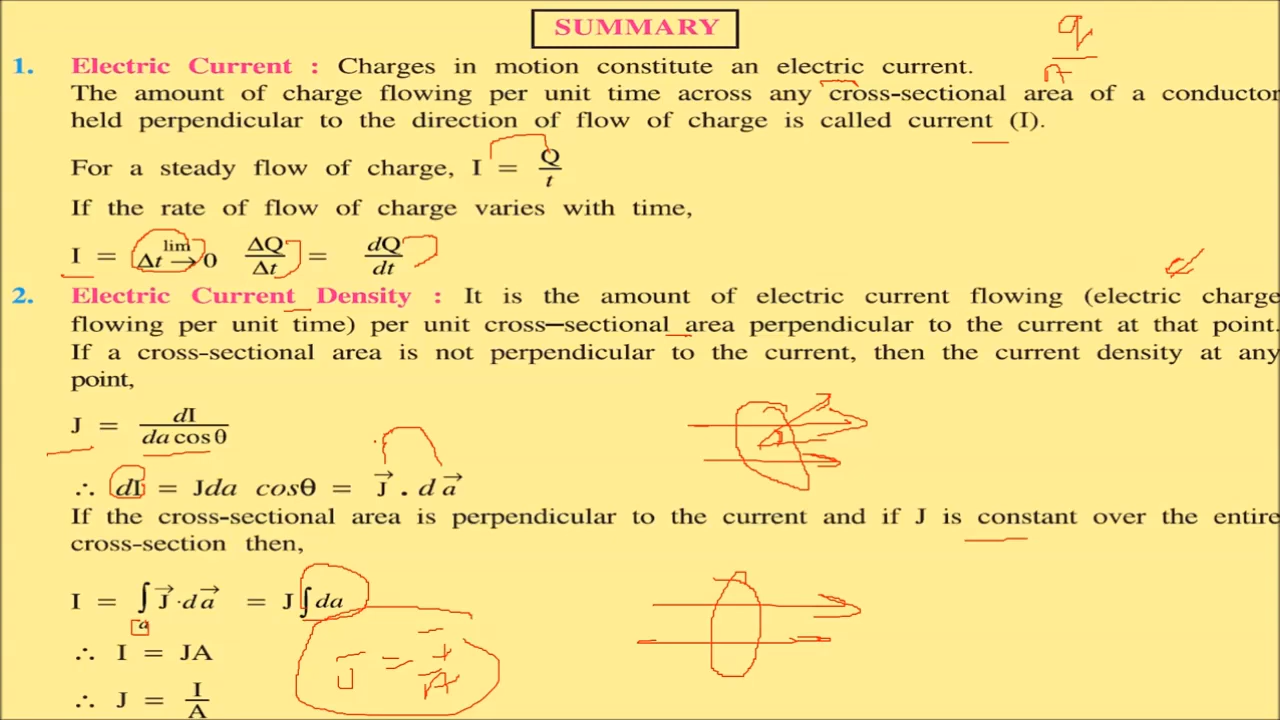 SUMMARY
1. Electric Current : Charges in motion constitute an electric current.
The amount of charge flowing per unit time across any cross-sectional area of a conductor
held perpendicular to the direction of flow of charge is called current (I).
For a steady flow of charge, I = Q/t
If the rate of flow of charge varies with time,
I = lim Δt → 0 ΔQ/Δt = dQ/dt
2. Electric Current Density : It is the amount of electric current flowing (electric charge
flowing per unit time) per unit cross–sectional area perpendicular to the current at that point.
If a cross-sectional area is not perpendicular to the current, then the current density at any
point,
J = dI/da cos θ
∴ dI = Jda cosθ = J⃗ . d a⃗
If the cross-sectional area is perpendicular to the current and if J is constant over the entire
cross-section then,
I = ∫a J⃗ · d a⃗ = J ∫ da
∴ I = JA
∴ J = I/A